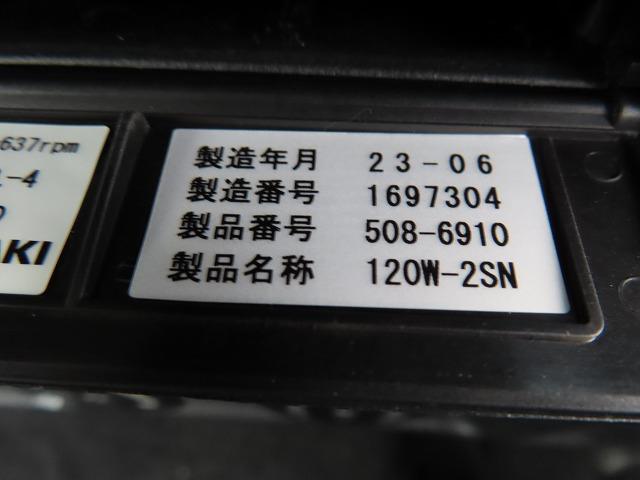 637rpm
-4
AKI
製造年月 23-06
製造番号 1697304
製品番号 508-6910
製品名称 120W-2SN